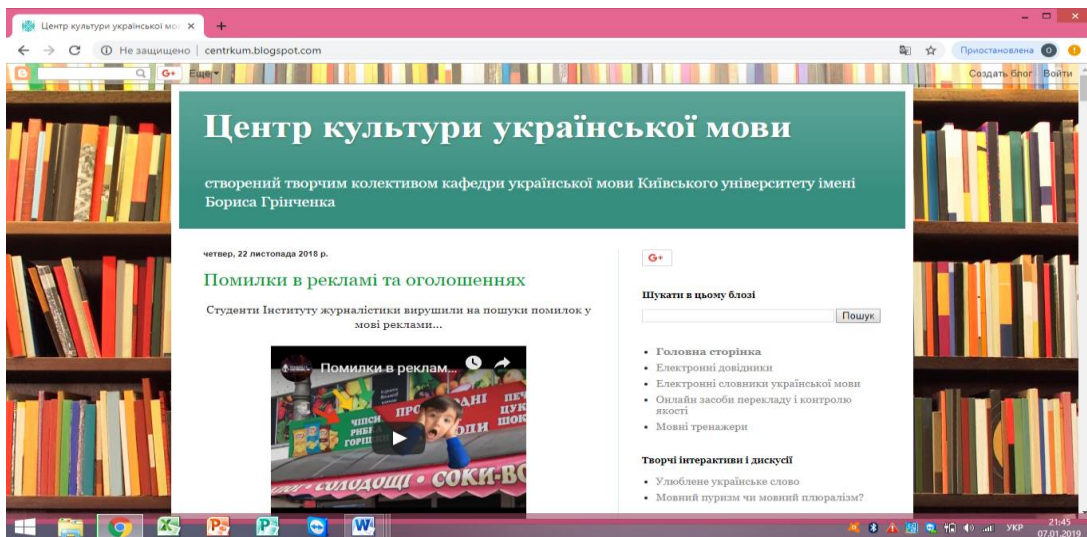 Центр культури української мов
Не защищено | centrkum.blogspot.com
Приостановлена
О
G+
Ещё
Создать блог
Войти
Центр культури української мови
створений творчим колективом кафедри української мови Київського університету імені
Бориса Грінченка
четвер, 22 листопада 2018 р.
Помилки в рекламі та оголошеннях
Студенти Інституту журналістики вирушили на пошуки помилок у
мові реклами...
Помилки в реклам...
ЧІПСИ
РИБКА
ГОРІШКИ
СОЛОДОЩІ • СОКИ-ВО
G+
Шукати в цьому блозі
Пошук
Головна сторінка
Електронні довідники
Електронні словники української мови
Онлайн засоби перекладу і контролю
якості
Мовні тренажери
Творчі інтерактиви і дискусії
Улюблене українське слово
Мовний пуризм чи мовний плюралізм?
УКР
21:45
07.01.2019